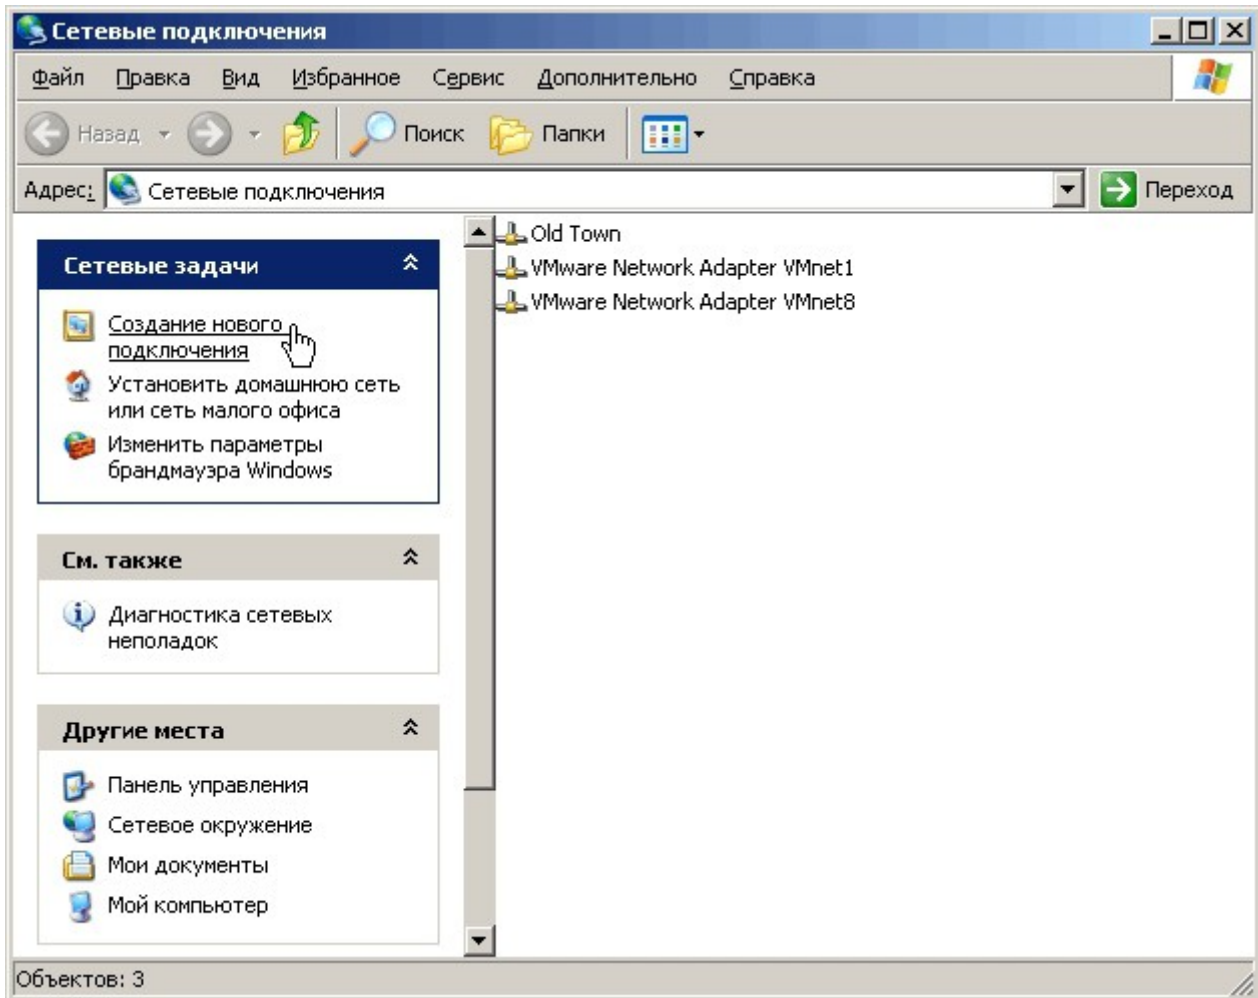 Сетевые подключения
Файл Правка Вид Избранное Сервис Дополнительно Справка
Назад Поиск Папки
Адрес: Сетевые подключения Переход
Сетевые задачи
Создание нового
подключения
Установить домашнюю сеть
или сеть малого офиса
Изменить параметры
брандмауэра Windows
См. также
Диагностика сетевых
неполадок
Другие места
Панель управления
Сетевое окружение
Мои документы
Мой компьютер
Old Town
VMware Network Adapter VMnet1
VMware Network Adapter VMnet8
Объектов: 3